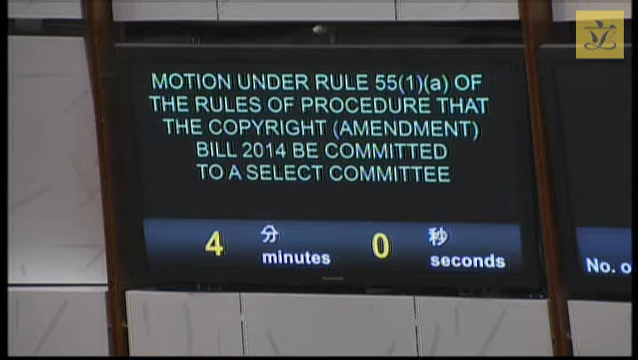 MOTION UNDER RULE 55(1)(a) OF
THE RULES OF PROCEDURE THAT
THE COPYRIGHT (AMENDMENT)
BILL 2014 BE COMMITTED
TO A SELECT COMMITTEE
4 分 minutes 0 秒 seconds
No. o
立